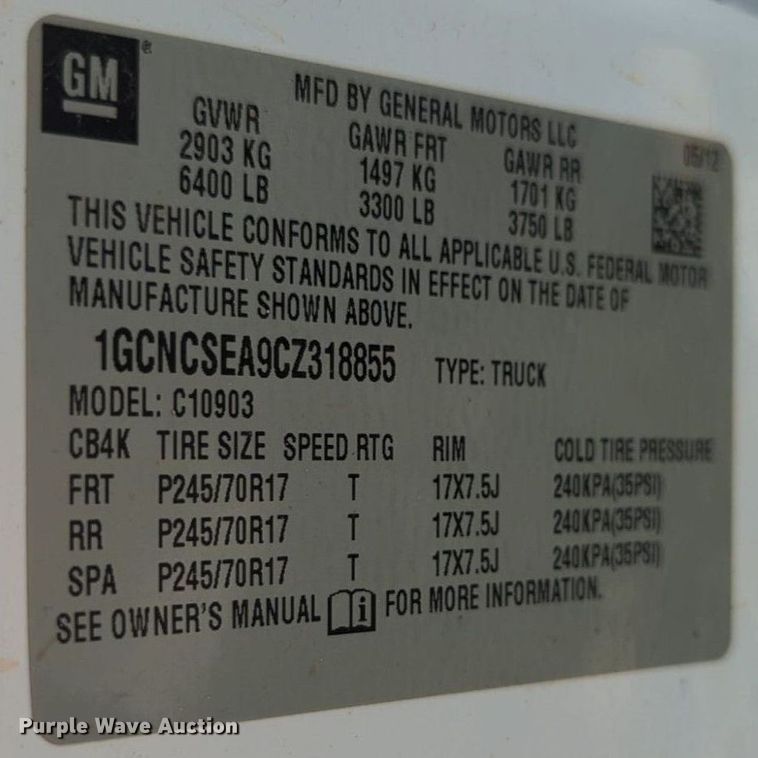 GM ®
MFD BY GENERAL MOTORS LLC
GVWR GAWR FRT GAWR RR 05/12
2903 KG 1497 KG 1701 KG
6400 LB 3300 LB 3750 LB
THIS VEHICLE CONFORMS TO ALL APPLICABLE U.S. FEDERAL MOTOR
VEHICLE SAFETY STANDARDS IN EFFECT ON THE DATE OF
MANUFACTURE SHOWN ABOVE.
1GCNCSEA9CZ318855 TYPE: TRUCK
MODEL: C10903
CB4K TIRE SIZE SPEED RTG RIM COLD TIRE PRESSURE
FRT P245/70R17 T 17X7.5J 240KPA(35PSI)
RR P245/70R17 T 17X7.5J 240KPA(35PSI)
SPA P245/70R17 T 17X7.5J 240KPA(35PSI)
SEE OWNER'S MANUAL i FOR MORE INFORMATION.
Purple Wave Auction